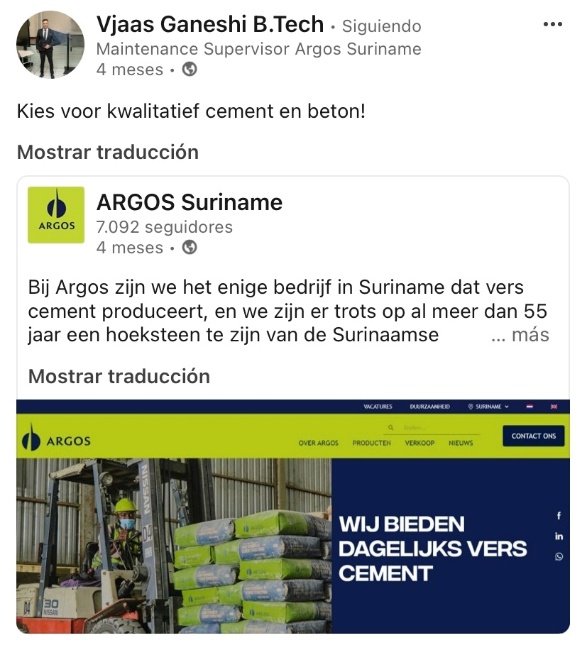 Vjaas Ganeshi B.Tech · Siguiendo
Maintenance Supervisor Argos Suriname
4 meses ·
Kies voor kwalitatief cement en beton!
Mostrar traducción
ARGOS
ARGOS Suriname
7.092 seguidores
4 meses ·
Bij Argos zijn we het enige bedrijf in Suriname dat vers
cement produceert, en we zijn er trots op al meer dan 55
jaar een hoeksteen te zijn van de Surinaamse ... más
Mostrar traducción
VACATURES DUURZAAMHEID SURINAME
ARGOS
OVER ARGOS PRODUCTEN VERKOOP NIEUWS
CONTACT ONS
NISSAN
WIJ BIEDEN
DAGELIJKS VERS
CEMENT
30
NISSAN